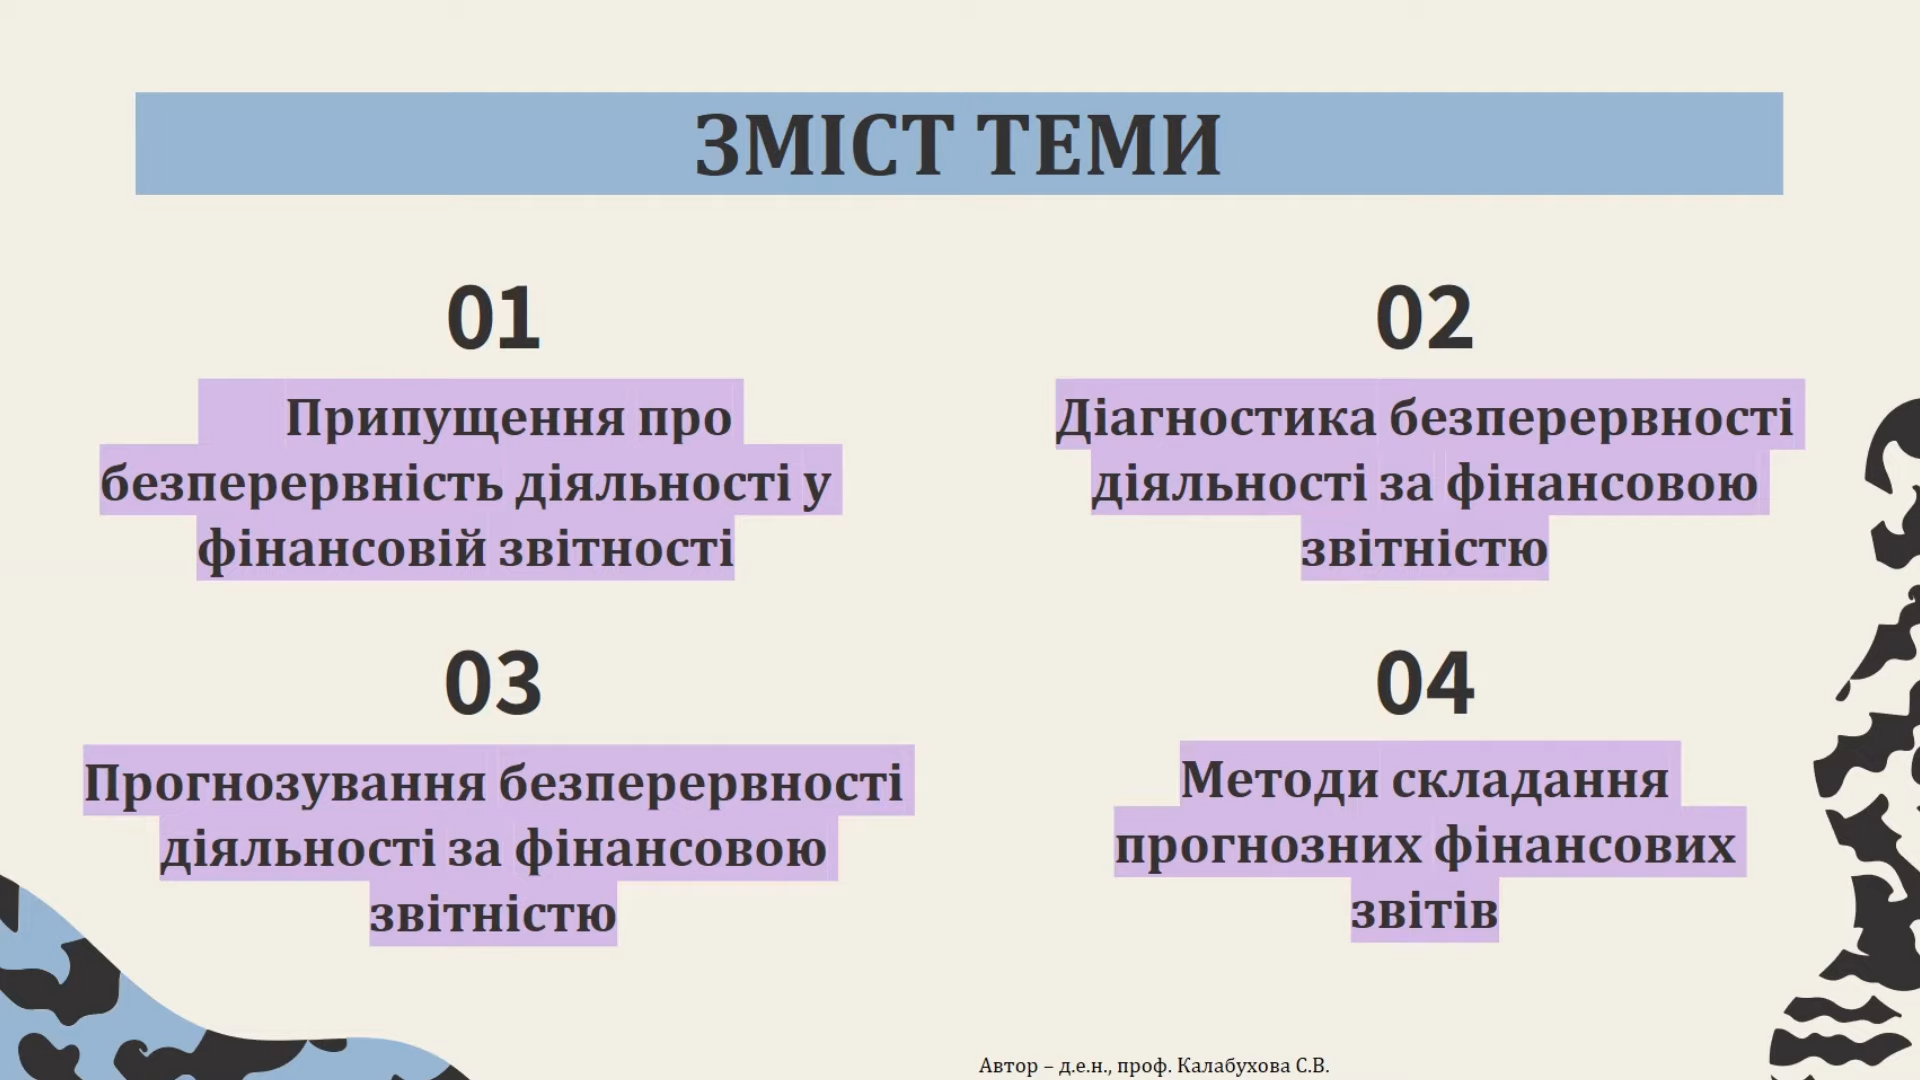 ЗМІСТ ТЕМИ
01
Припущення про
безперервність діяльності у
фінансовій звітності
02
Діагностика безперервності
діяльності за фінансовою
звітністю
03
Прогнозування безперервності
діяльності за фінансовою
звітністю
04
Методи складання
прогнозних фінансових
звітів
Автор – д.е.н., проф. Калабухова С.В.